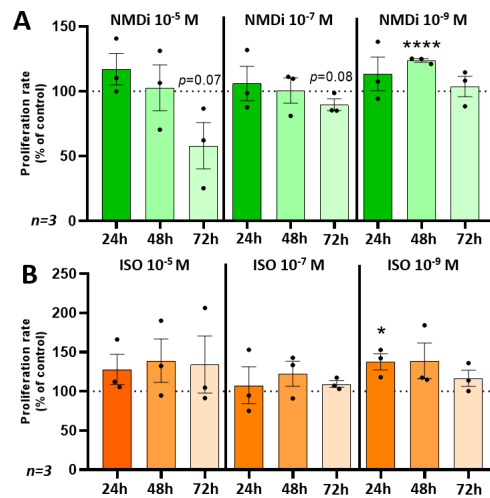 A
NMDi 10⁻⁵ M NMDi 10⁻⁷ M NMDi 10⁻⁹ M
150
100
50
0
Proliferation rate
(% of control)
p=0.07
p=0.08
****
n=3
24h 48h 72h 24h 48h 72h 24h 48h 72h
B
ISO 10⁻⁵ M ISO 10⁻⁷ M ISO 10⁻⁹ M
250
200
150
100
50
0
Proliferation rate
(% of control)
*
n=3
24h 48h 72h 24h 48h 72h 24h 48h 72h